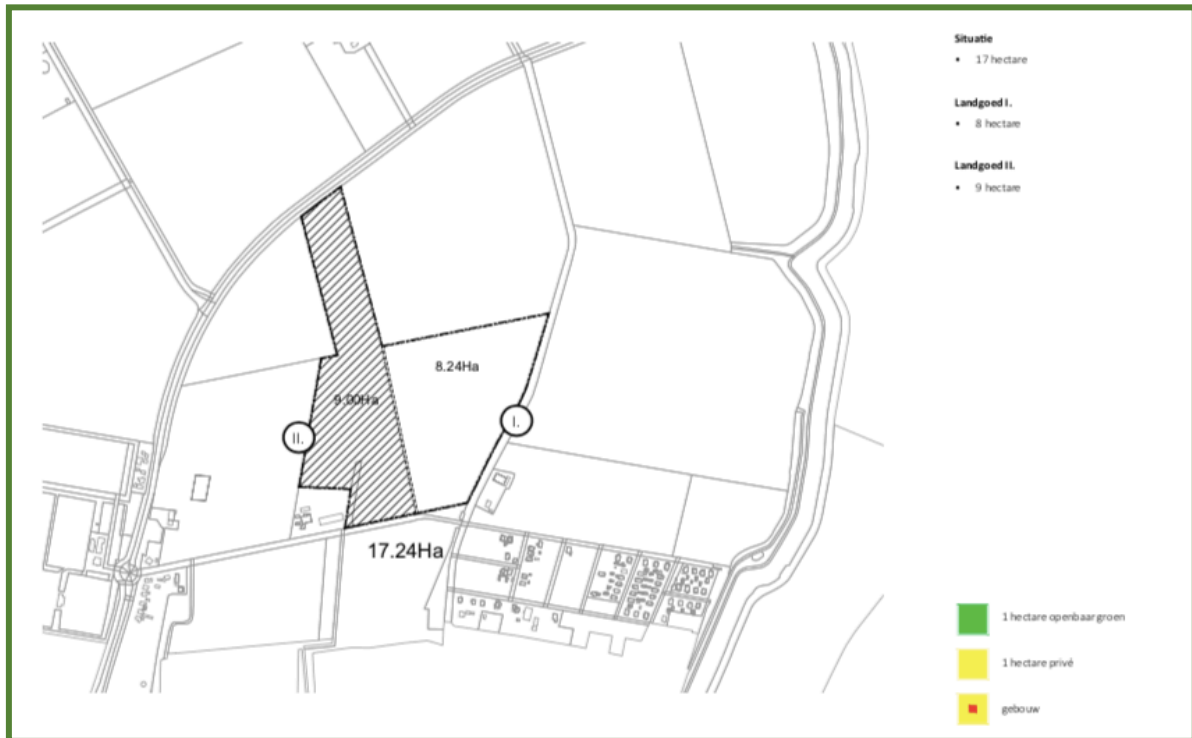 Situatie
• 17 hectare
Landgoed I.
• 8 hectare
Landgoed II.
• 9 hectare
8.24Ha
9.00Ha
II.
I.
17.24Ha
1 hectare openbaar groen
1 hectare privé
gebouw